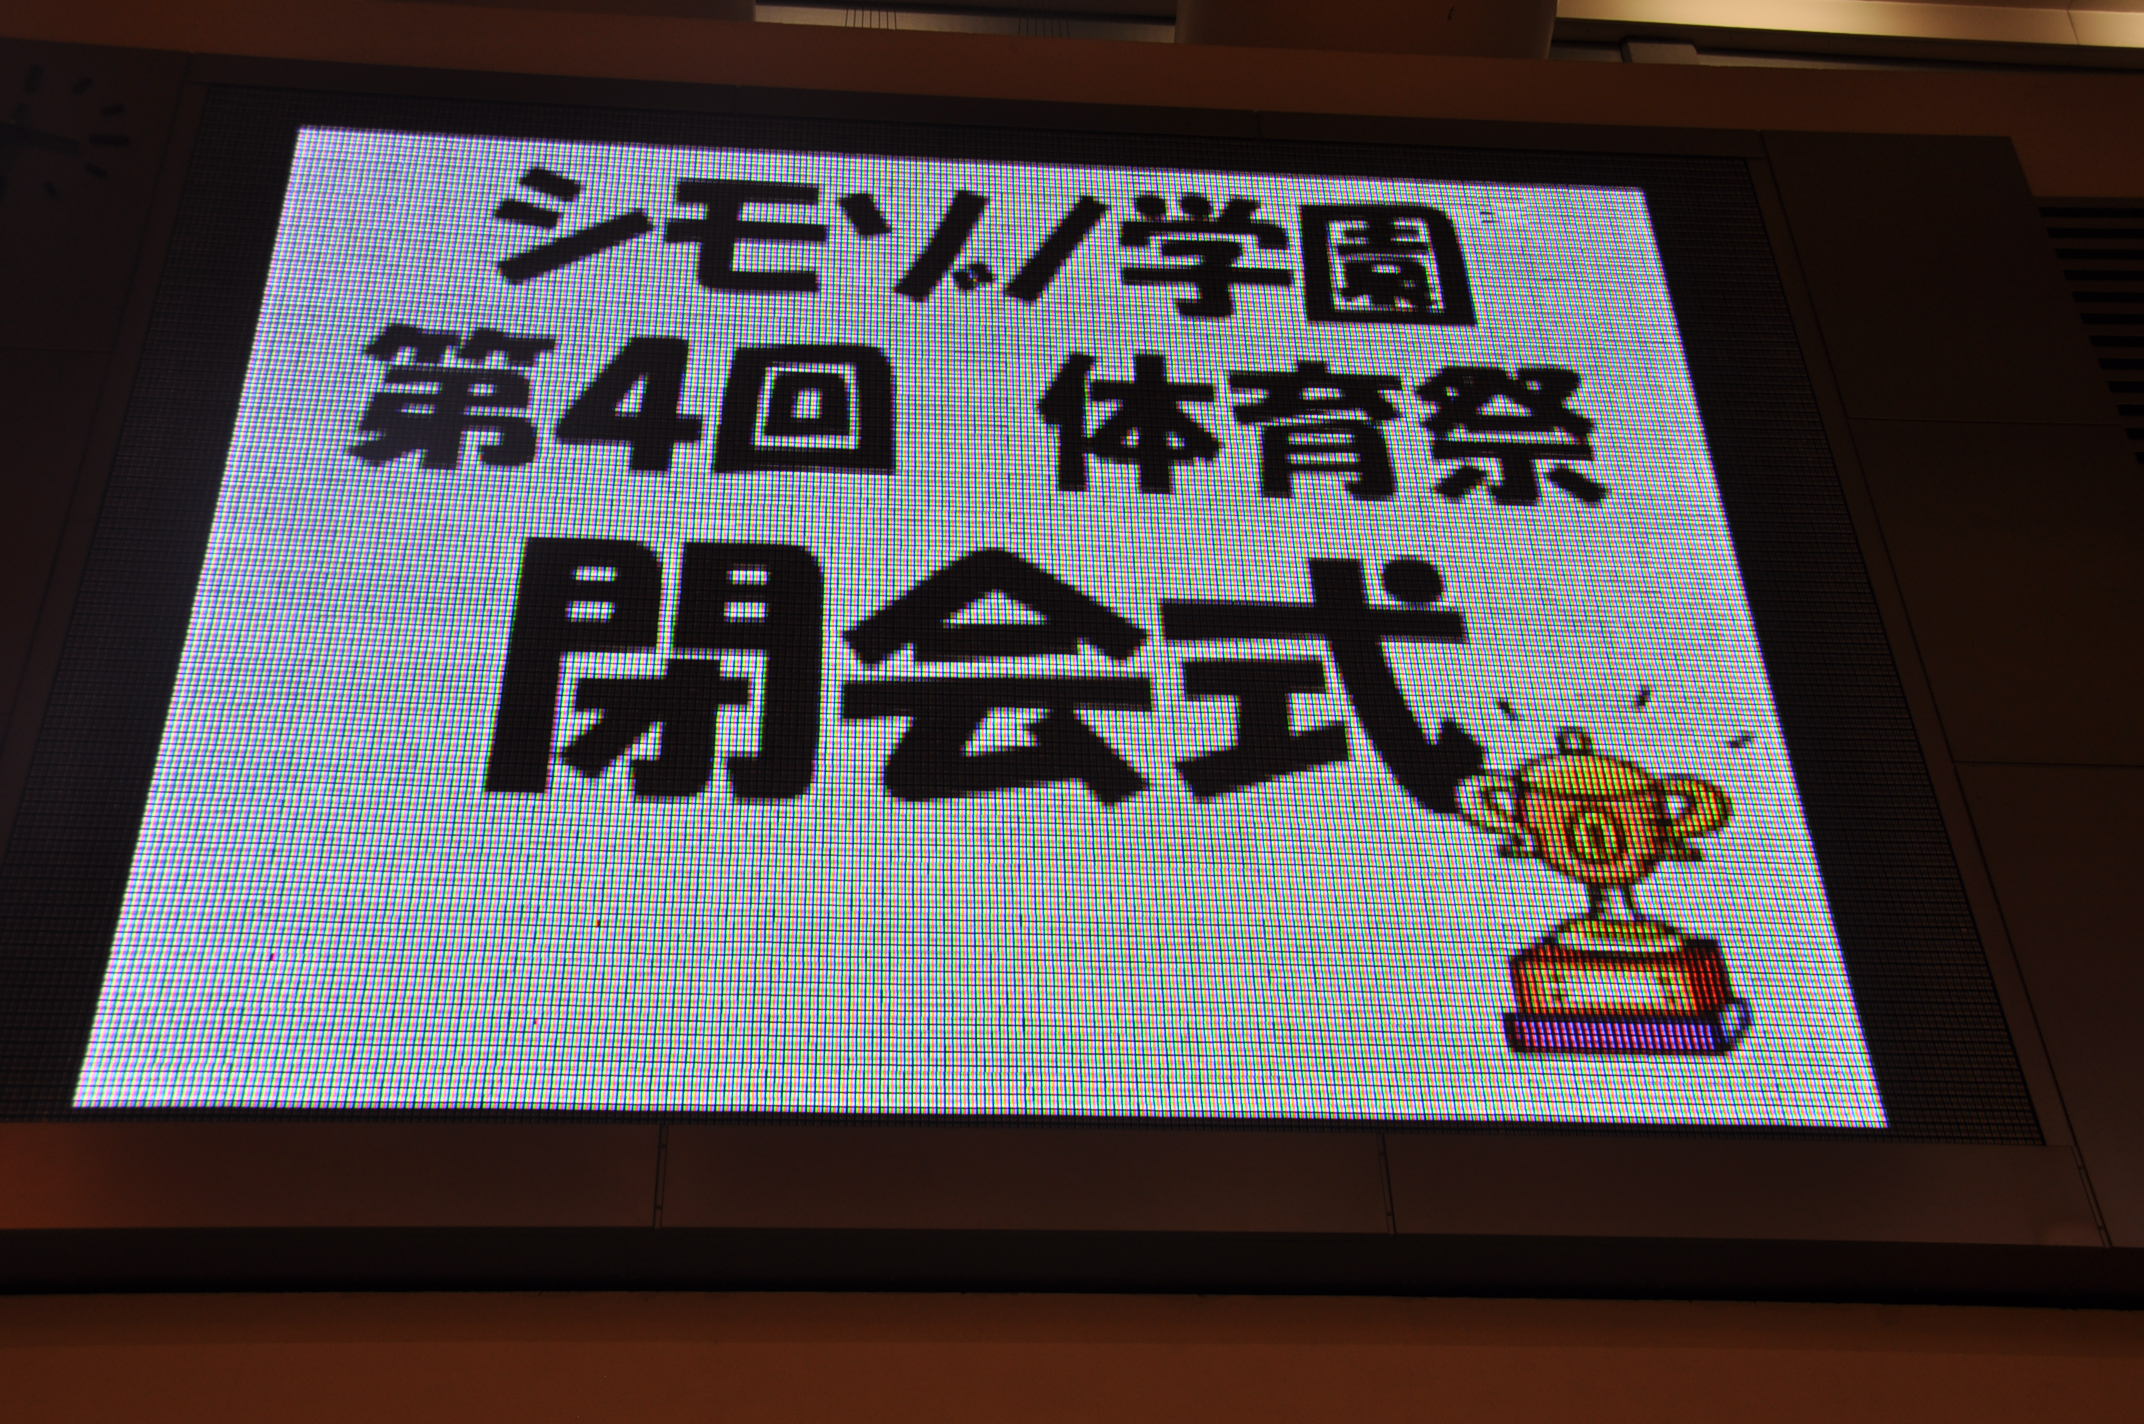 シモゾノ学園
第4回 体育祭
閉会式